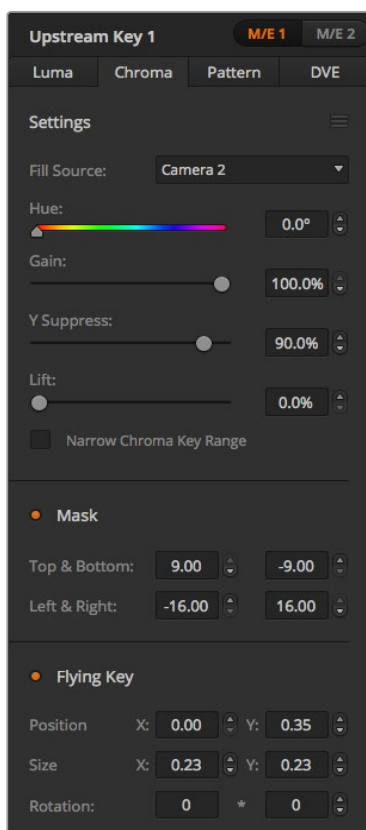 Upstream Key 1 M/E 1 M/E 2
Luma Chroma Pattern DVE
Settings
Fill Source: Camera 2
Hue:
0.0°
Gain:
100.0%
Y Suppress:
90.0%
Lift:
0.0%
Narrow Chroma Key Range
Mask
Top & Bottom: 9.00 -9.00
Left & Right: -16.00 16.00
Flying Key
Position X: 0.00 Y: 0.35
Size X: 0.23 Y: 0.23
Rotation: 0 * 0